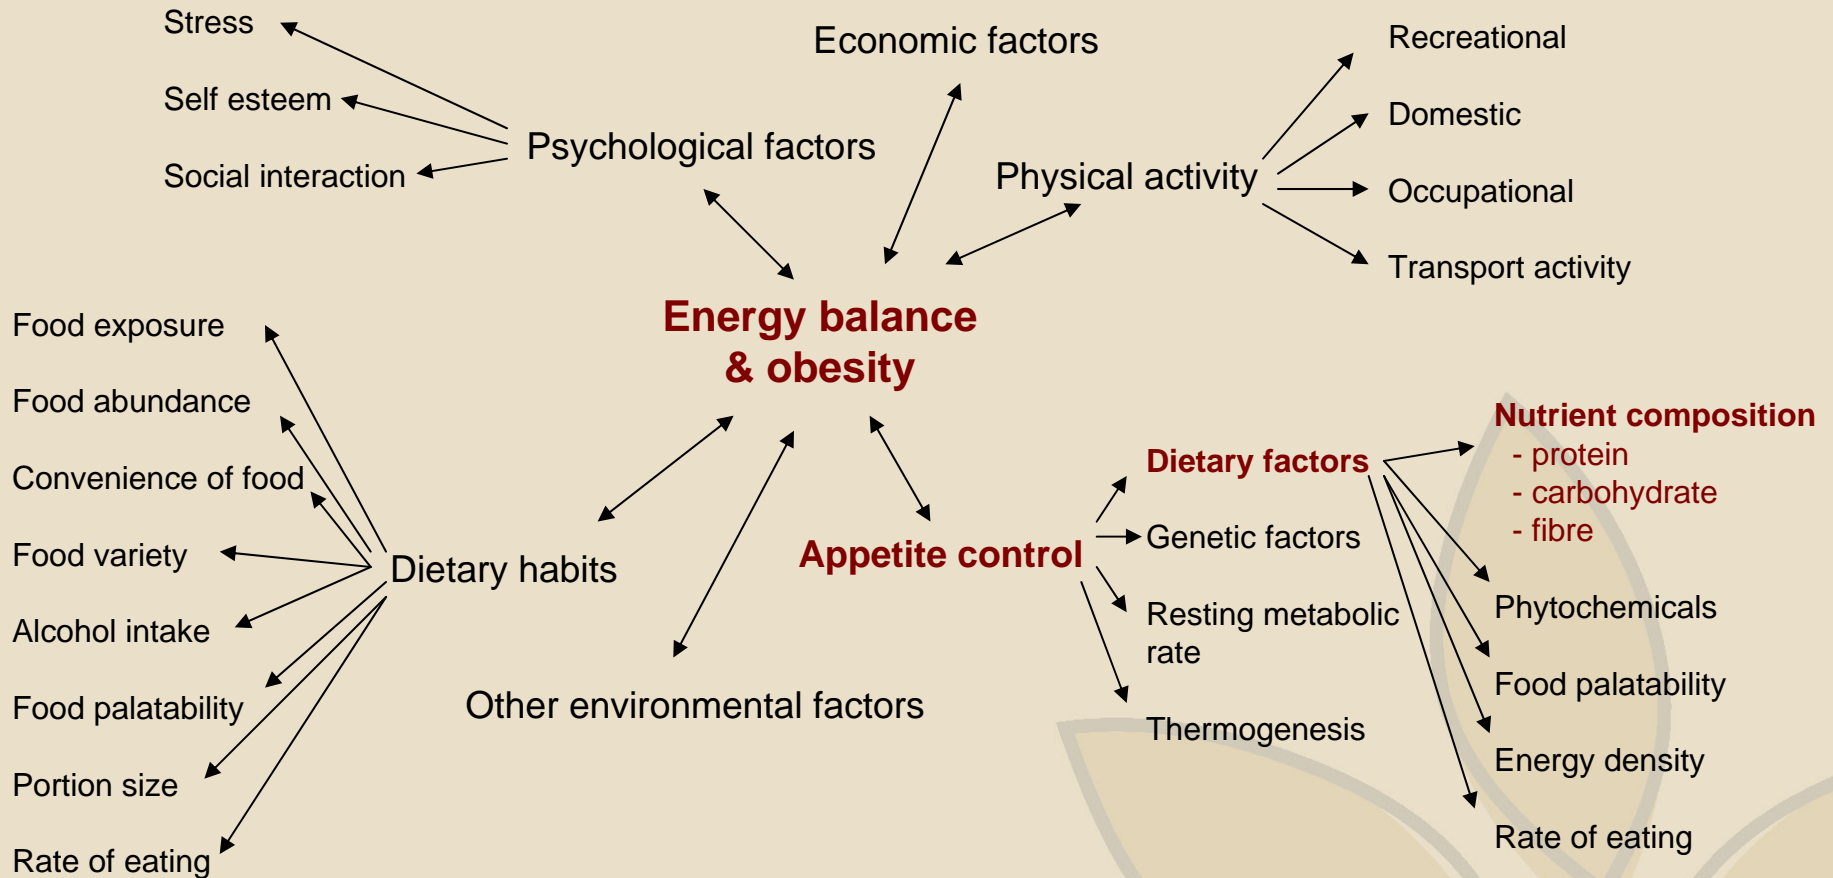 Stress
Self esteem
Social interaction
Psychological factors
Economic factors
Physical activity
Recreational
Domestic
Occupational
Transport activity
Energy balance
& obesity
Food exposure
Food abundance
Convenience of food
Food variety
Alcohol intake
Food palatability
Portion size
Rate of eating
Dietary habits
Other environmental factors
Appetite control
Dietary factors
Genetic factors
Resting metabolic
rate
Thermogenesis
Nutrient composition
- protein
- carbohydrate
- fibre
Phytochemicals
Food palatability
Energy density
Rate of eating